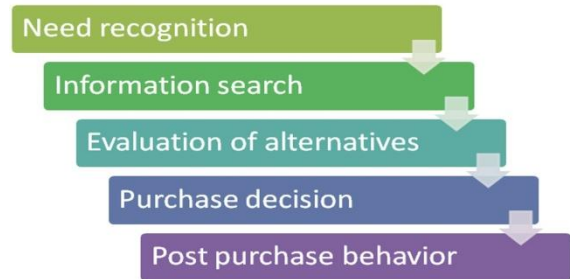 Need recognition
Information search
Evaluation of alternatives
Purchase decision
Post purchase behavior